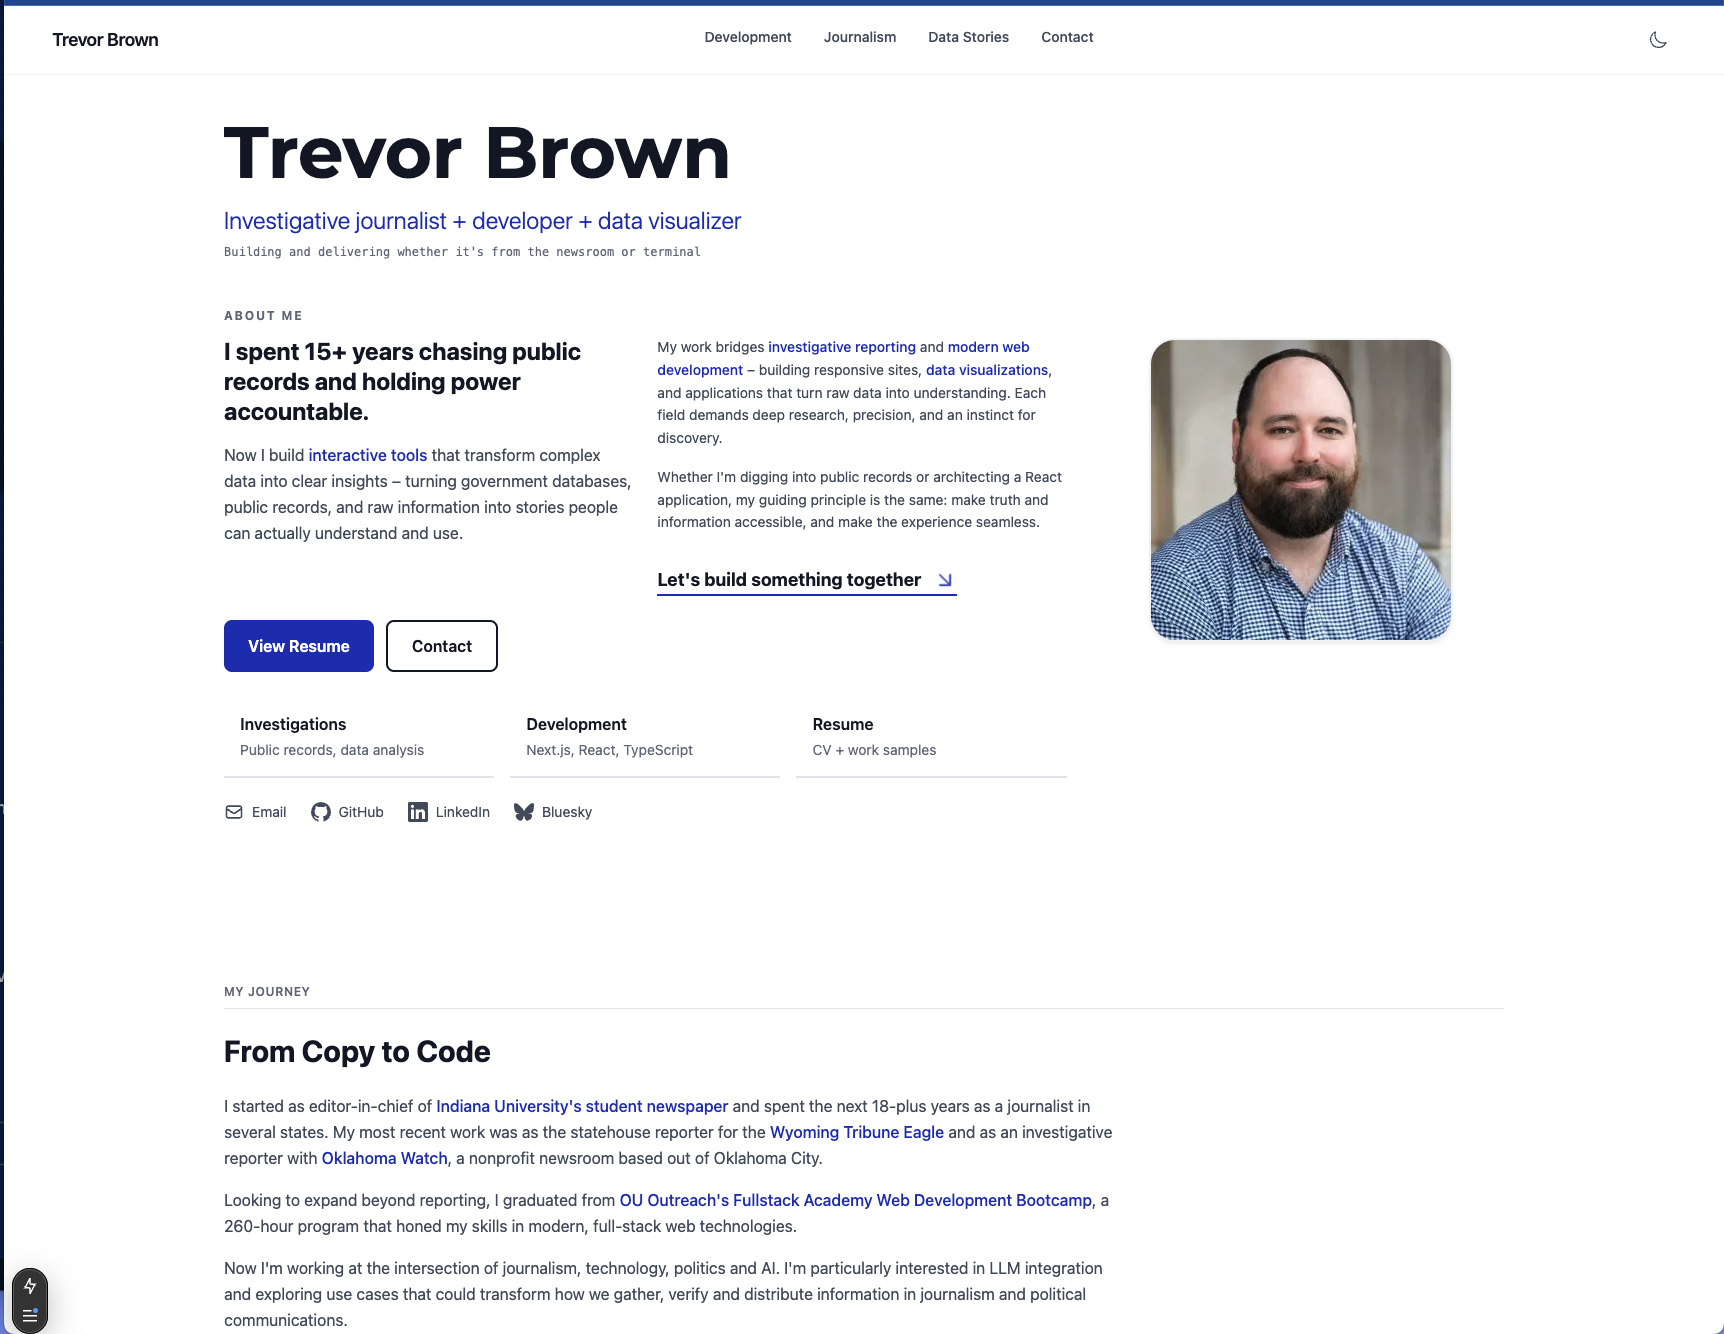 Trevor Brown
Development
Journalism
Data Stories
Contact
Trevor Brown
Investigative journalist + developer + data visualizer
Building and delivering whether it's from the newsroom or terminal
ABOUT ME
I spent 15+ years chasing public
records and holding power
accountable.
Now I build interactive tools that transform complex
data into clear insights – turning government databases,
public records, and raw information into stories people
can actually understand and use.
My work bridges investigative reporting and modern web
development – building responsive sites, data visualizations,
and applications that turn raw data into understanding. Each
field demands deep research, precision, and an instinct for
discovery.
Whether I'm digging into public records or architecting a React
application, my guiding principle is the same: make truth and
information accessible, and make the experience seamless.
Let's build something together
View Resume
Contact
Investigations
Public records, data analysis
Development
Next.js, React, TypeScript
Resume
CV + work samples
Email
GitHub
LinkedIn
Bluesky
MY JOURNEY
From Copy to Code
I started as editor-in-chief of Indiana University's student newspaper and spent the next 18-plus years as a journalist in
several states. My most recent work was as the statehouse reporter for the Wyoming Tribune Eagle and as an investigative
reporter with Oklahoma Watch, a nonprofit newsroom based out of Oklahoma City.
Looking to expand beyond reporting, I graduated from OU Outreach's Fullstack Academy Web Development Bootcamp, a
260-hour program that honed my skills in modern, full-stack web technologies.
Now I'm working at the intersection of journalism, technology, politics and AI. I'm particularly interested in LLM integration
and exploring use cases that could transform how we gather, verify and distribute information in journalism and political
communications.